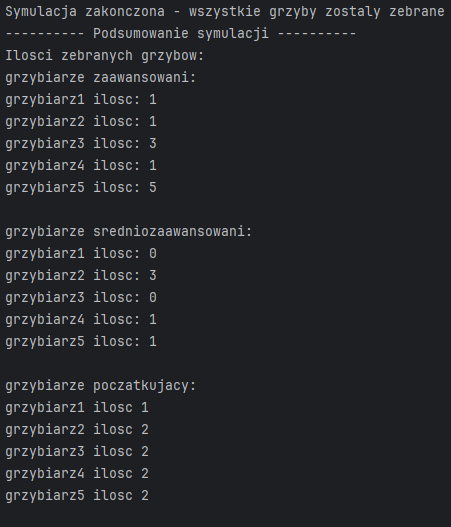 Symulacja zakonczona - wszystkie grzyby zostaly zebrane
---------- Podsumowanie symulacji ----------
Ilosci zebranych grzybow:
grzybiarze zaawansowani:
grzybiarz1 ilosc: 1
grzybiarz2 ilosc: 1
grzybiarz3 ilosc: 3
grzybiarz4 ilosc: 1
grzybiarz5 ilosc: 5
grzybiarze sredniozaawansowani:
grzybiarz1 ilosc: 0
grzybiarz2 ilosc: 3
grzybiarz3 ilosc: 0
grzybiarz4 ilosc: 1
grzybiarz5 ilosc: 1
grzybiarze poczatkujacy:
grzybiarz1 ilosc 1
grzybiarz2 ilosc 2
grzybiarz3 ilosc 2
grzybiarz4 ilosc 2
grzybiarz5 ilosc 2